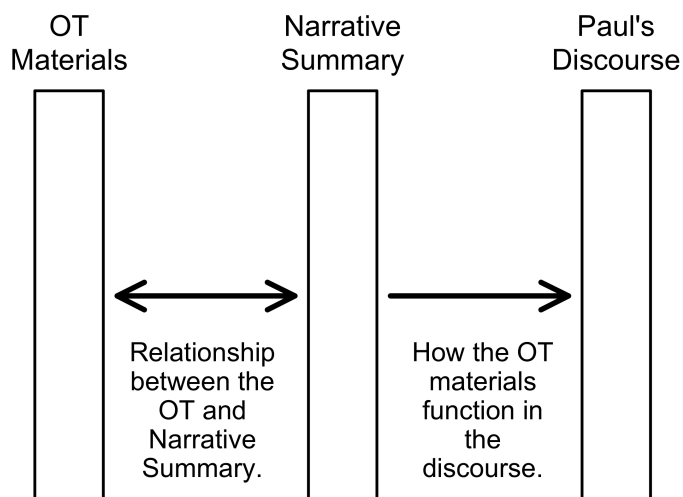 OT
Materials
Narrative
Summary
Paul's
Discourse
Relationship
between the
OT and
Narrative
Summary.
How the OT
materials
function in
the
discourse.